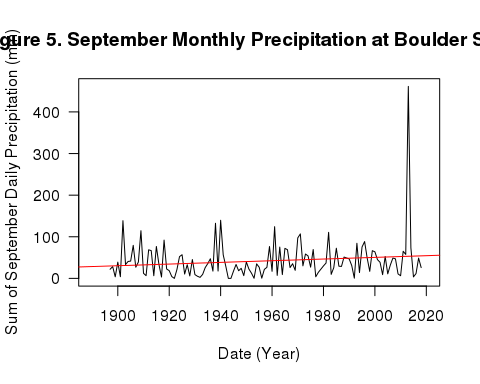 gure 5. September Monthly Precipitation at Boulder S
Sum of September Daily Precipitation (mm)
400
300
200
100
0
1900 1920 1940 1960 1980 2000 2020
Date (Year)